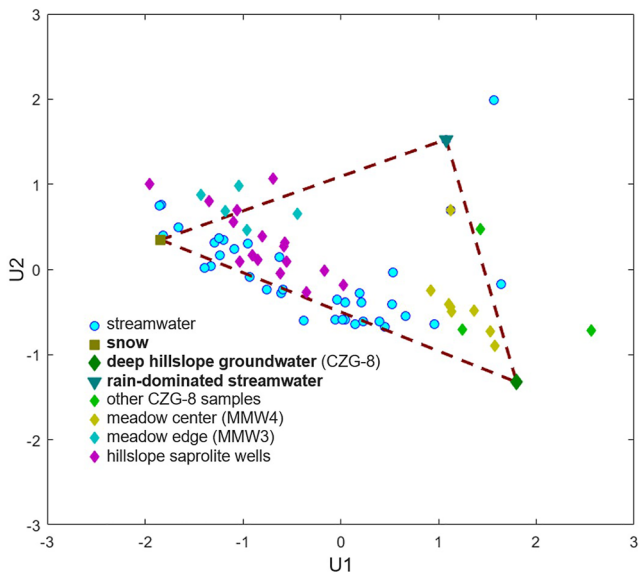 3
2
1
0
-1
-2
-3
U2
streamwater
snow
deep hillslope groundwater (CZG-8)
rain-dominated streamwater
other CZG-8 samples
meadow center (MMW4)
meadow edge (MMW3)
hillslope saprolite wells
-3 -2 -1 0 1 2 3
U1